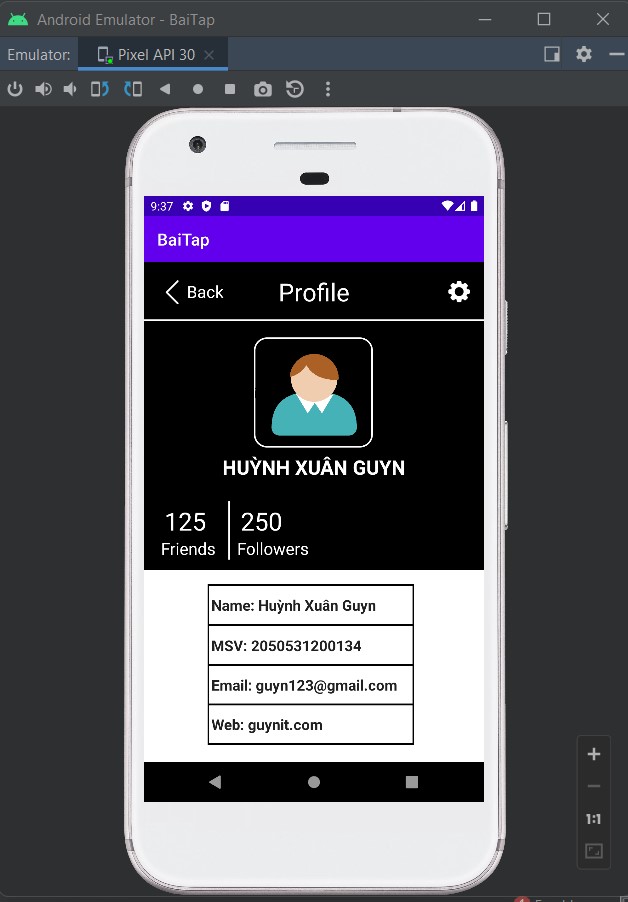 Android Emulator - BaiTap
Emulator: Pixel API 30
9:37
BaiTap
Back Profile
HUỲNH XUÂN GUYN
125 250
Friends Followers
Name: Huỳnh Xuân Guyn
MSV: 2050531200134
Email: guyn123@gmail.com
Web: guynit.com
1:1